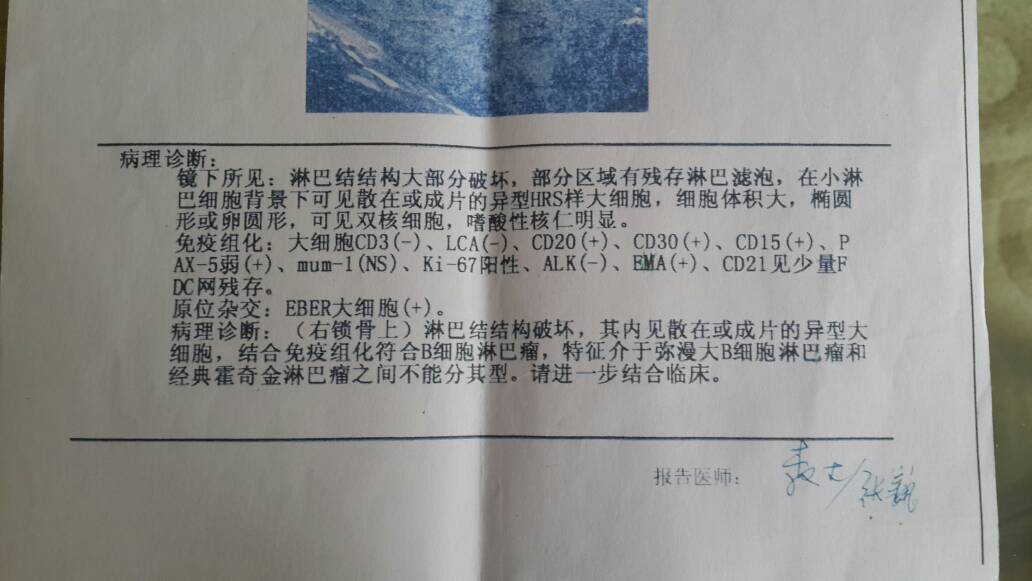 病理诊断:
镜下所见: 淋巴结结构大部分破坏, 部分区域有残存淋巴滤泡, 在小淋
巴细胞背景下可见散在或成片的异型HRS样大细胞, 细胞体积大, 椭圆
形或卵圆形, 可见双核细胞, 嗜酸性核仁明显。
免疫组化: 大细胞CD3(-)、LCA(-)、CD20(+)、CD30(+)、CD15(+)、P
AX-5弱(+)、mum-1(NS)、Ki-67阳性、ALK(-)、EMA(+)、CD21见少量F
DC网残存。
原位杂交: EBER大细胞(+)。
病理诊断: (右锁骨上) 淋巴结结构破坏, 其内见散在或成片的异型大
细胞, 结合免疫组化符合B细胞淋巴瘤, 特征介于弥漫大B细胞淋巴瘤和
经典霍奇金淋巴瘤之间不能分其型。请进一步结合临床。
报告医师: